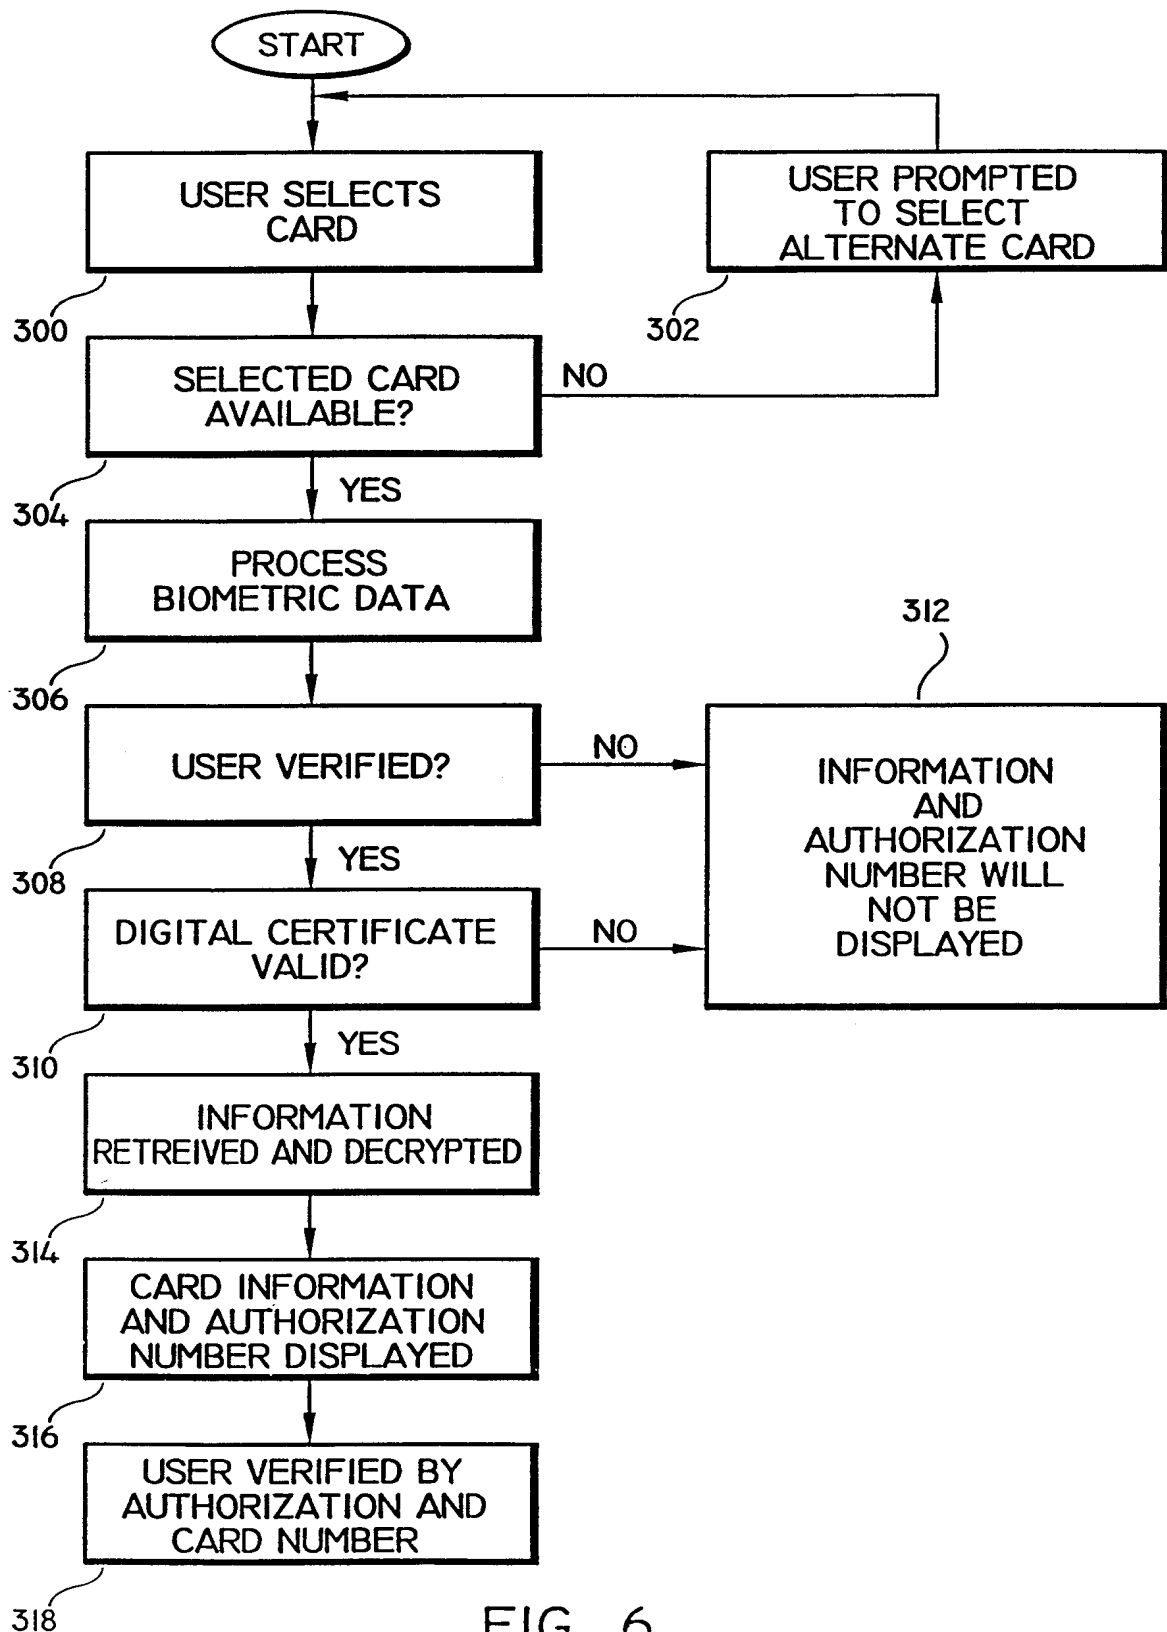 START
USER SELECTS
CARD
300
USER PROMPTED
TO SELECT
ALTERNATE CARD
302
SELECTED CARD
AVAILABLE?
NO
304
YES
PROCESS
BIOMETRIC DATA
306
USER VERIFIED?
NO
308
YES
312
INFORMATION
AND
AUTHORIZATION
NUMBER WILL
NOT BE
DISPLAYED
DIGITAL CERTIFICATE
VALID?
NO
310
YES
INFORMATION
RETREIVED AND DECRYPTED
314
CARD INFORMATION
AND AUTHORIZATION
NUMBER DISPLAYED
316
USER VERIFIED BY
AUTHORIZATION AND
CARD NUMBER
318
FIG. 6